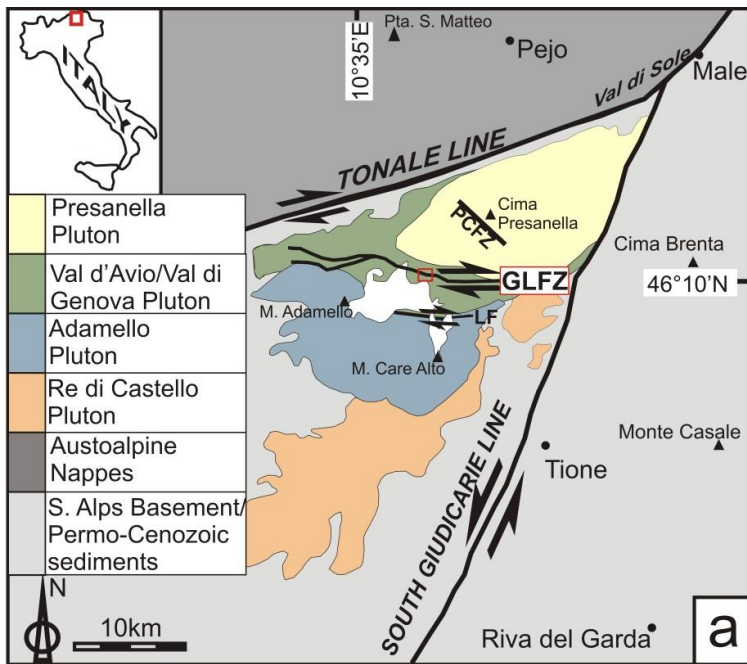 ITALY
10°35'E
Pta. S. Matteo
Pejo
Val di Sole
Male
TONALE LINE
Cima
Presanella
PCFZ
Cima Brenta
GLFZ
46°10'N
M. Adamello
LF
M. Care Alto
Monte Casale
Tione
SOUTH GIUDICARIE LINE
Riva del Garda
a
Presanella
Pluton
Val d'Avio/Val di
Genova Pluton
Adamello
Pluton
Re di Castello
Pluton
Austoalpine
Nappes
S. Alps Basement/
Permo-Cenozoic
sediments
N
10km